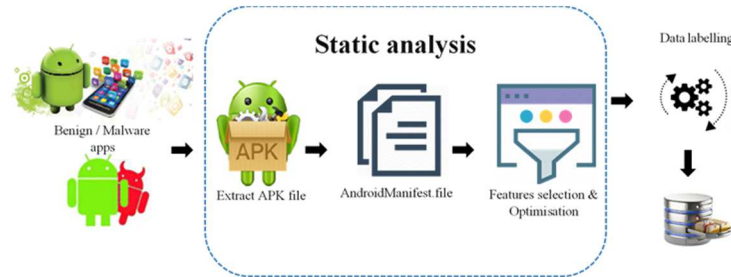 Static analysis
Data labelling
Benign / Malware
apps
APK
Extract APK file
AndroidManifest.file
Features selection &
Optimisation